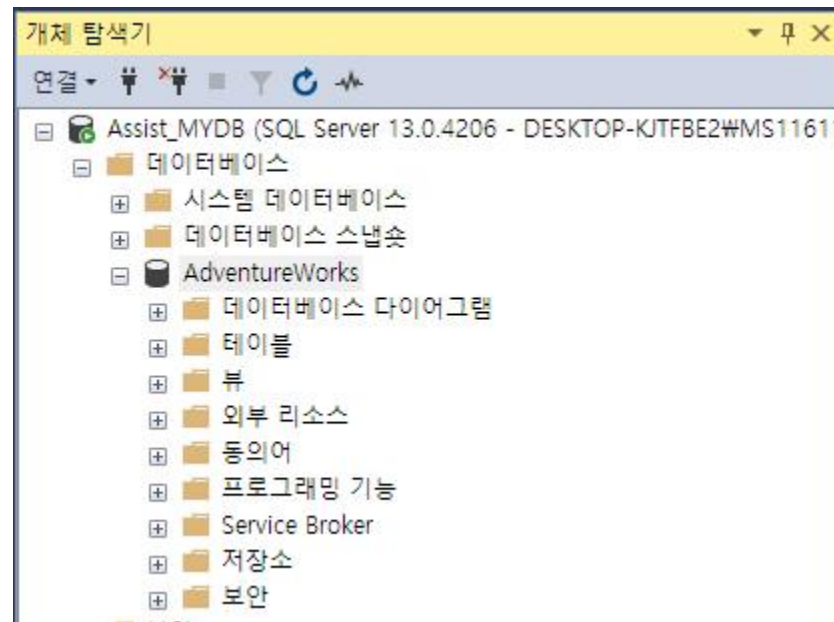 개체 탐색기
연결
Assist_MYDB (SQL Server 13.0.4206 - DESKTOP-KJTFBE2₩MS1161
데이터베이스
시스템 데이터베이스
데이터베이스 스냅숏
AdventureWorks
데이터베이스 다이어그램
테이블
뷰
외부 리소스
동의어
프로그래밍 기능
Service Broker
저장소
보안